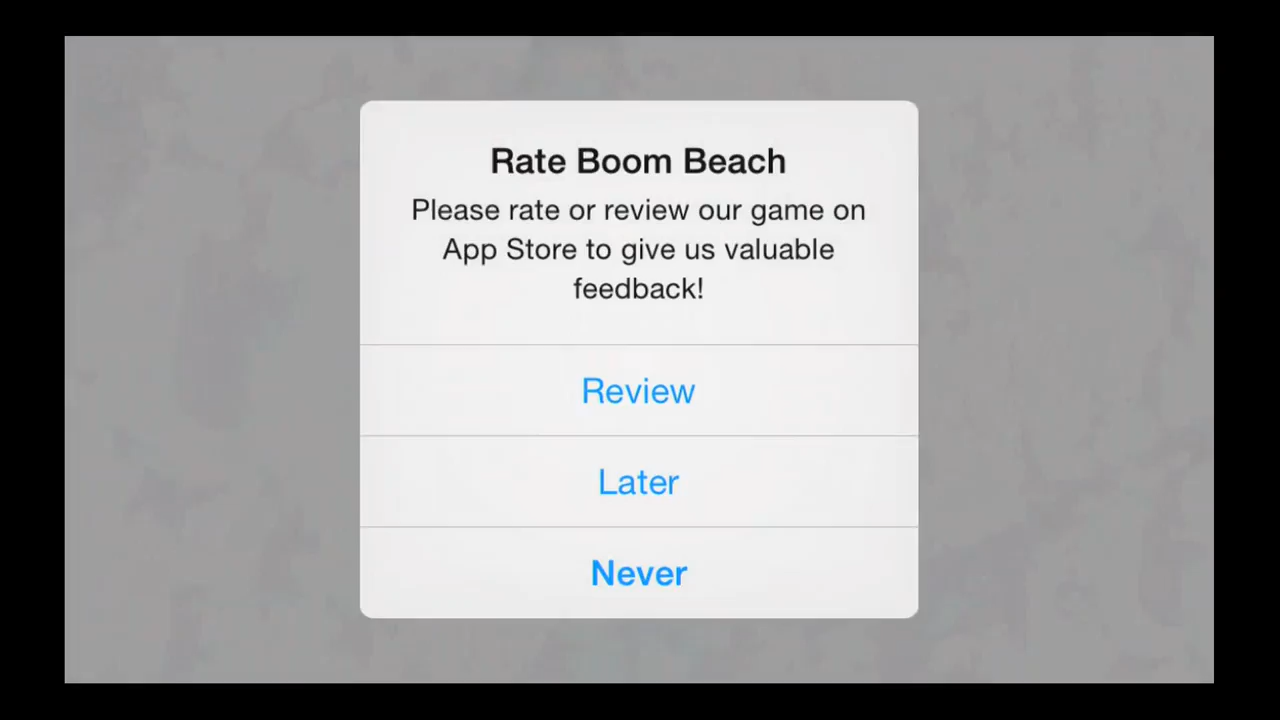 Rate Boom Beach
Please rate or review our game on
App Store to give us valuable
feedback!
Review
Later
Never